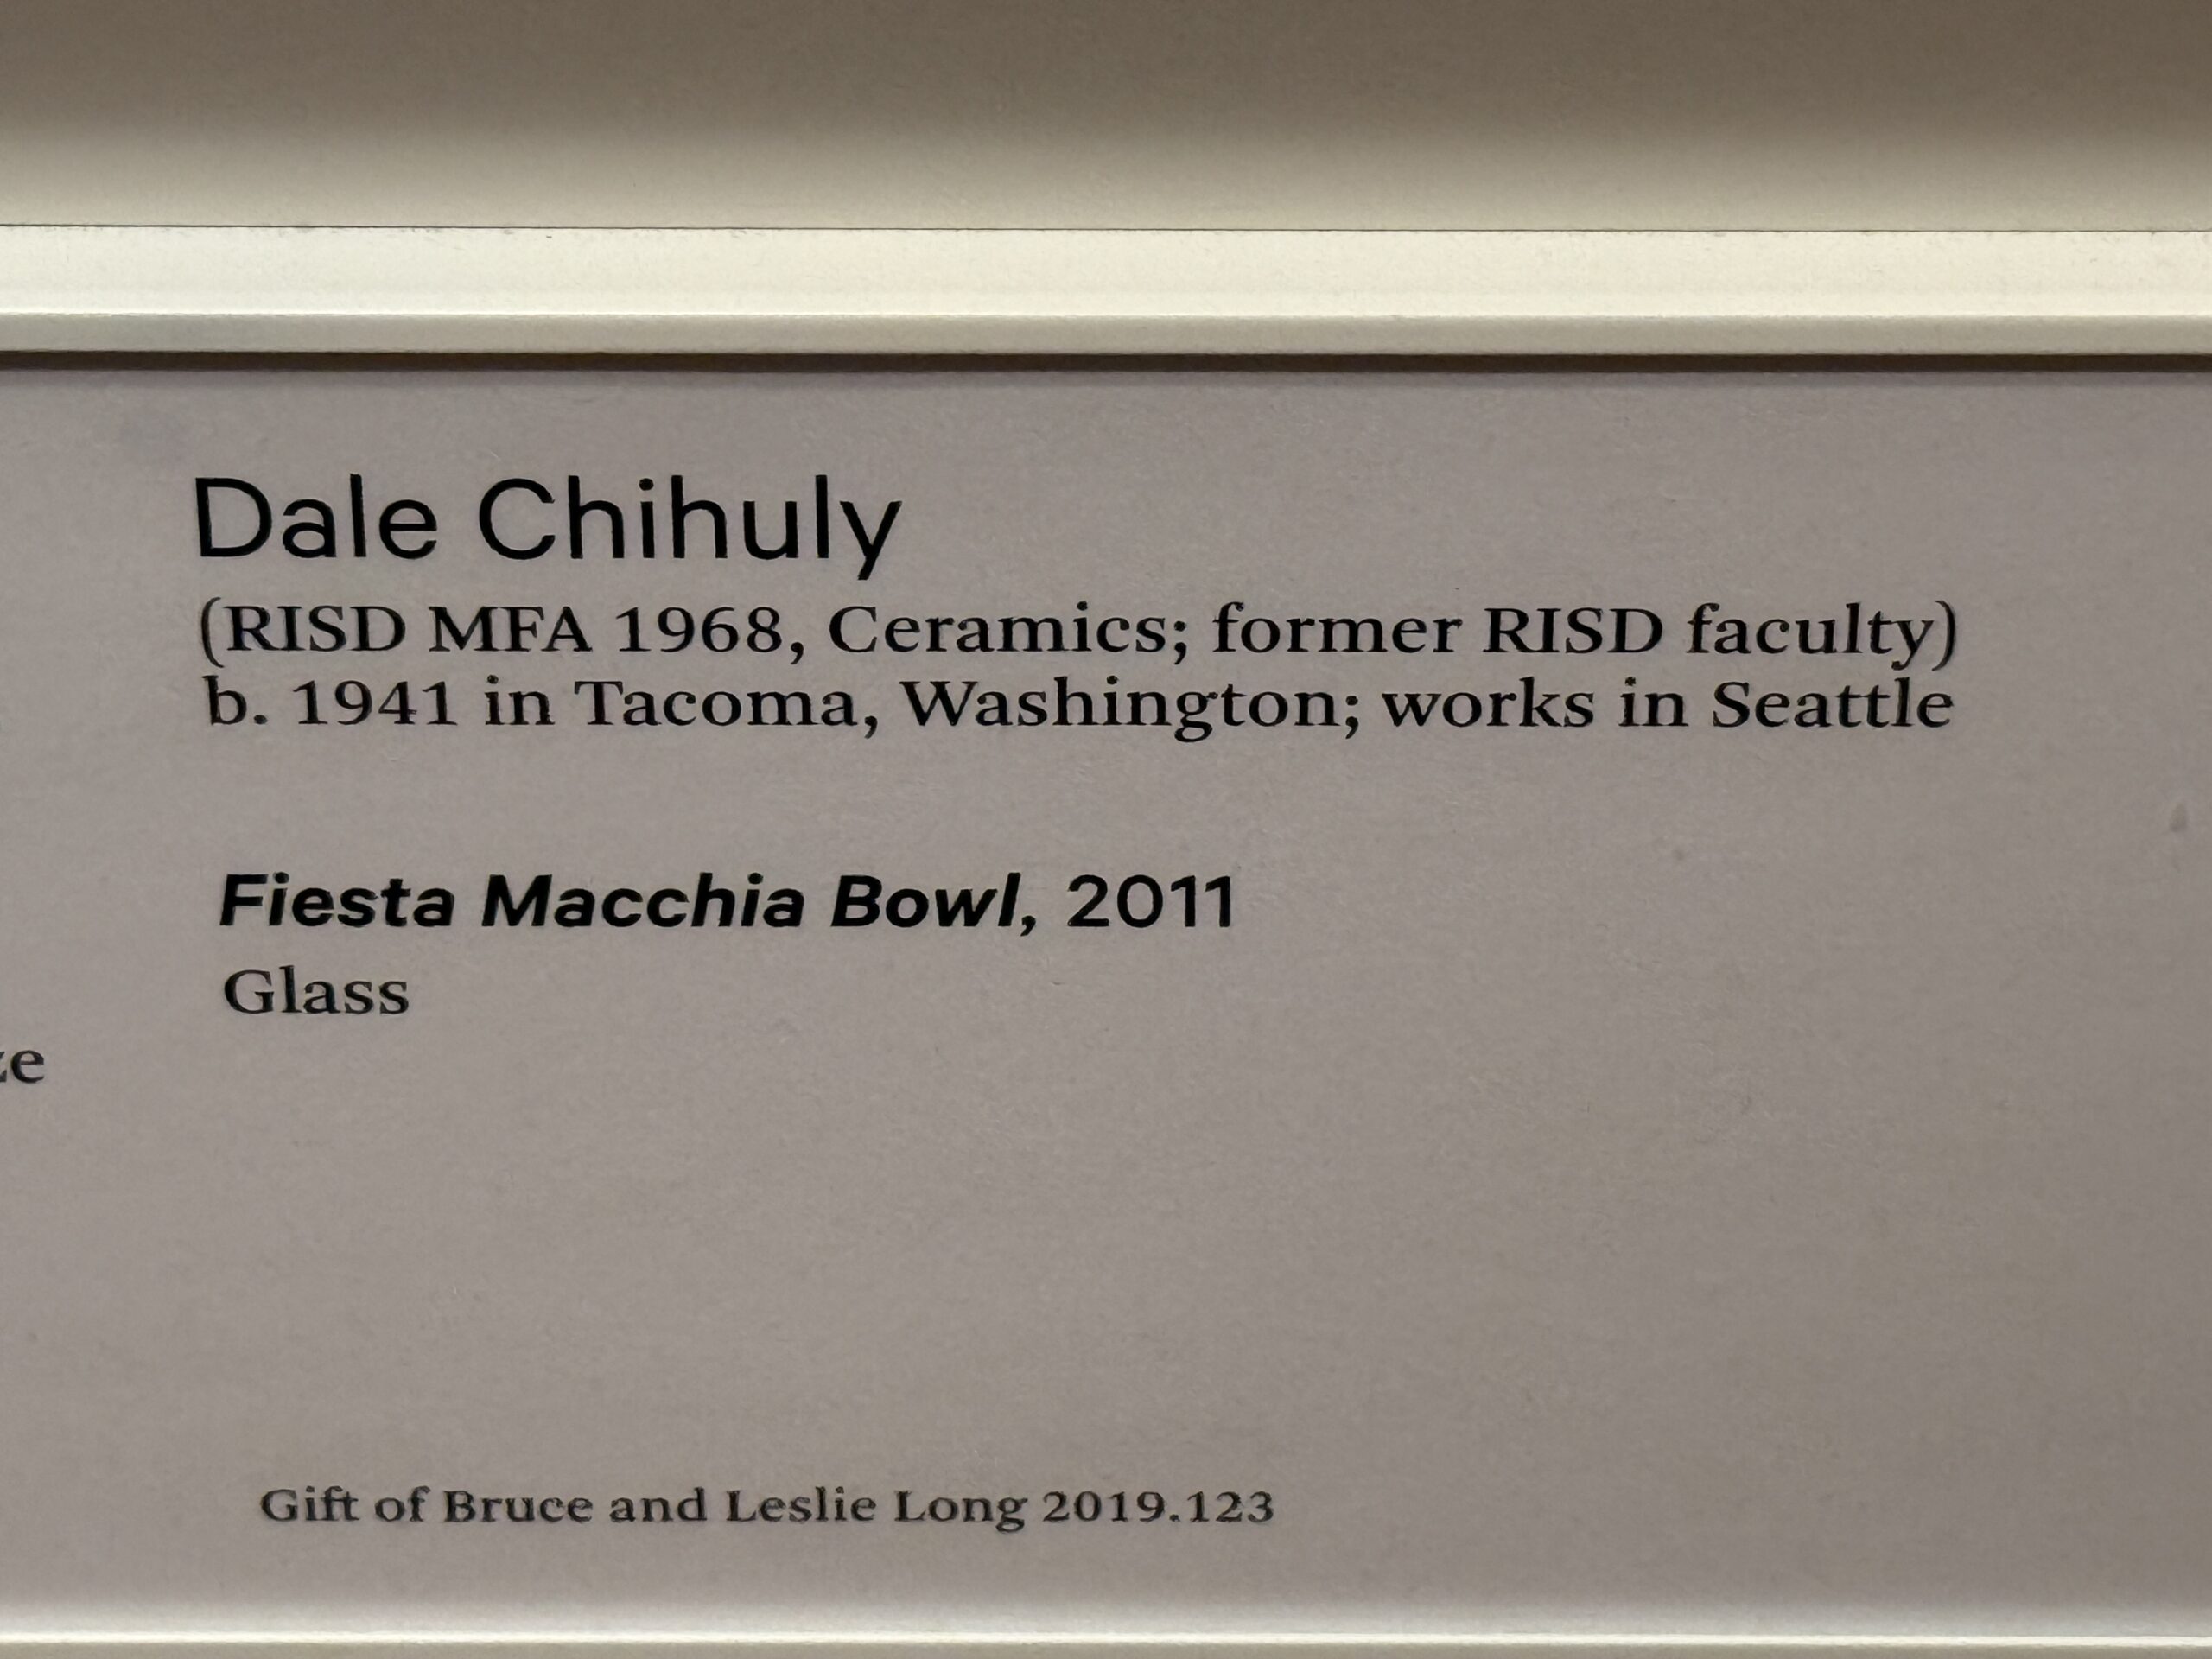 Dale Chihuly
(RISD MFA 1968, Ceramics; former RISD faculty)
b. 1941 in Tacoma, Washington; works in Seattle
Fiesta Macchia Bowl, 2011
Glass
Gift of Bruce and Leslie Long 2019.123